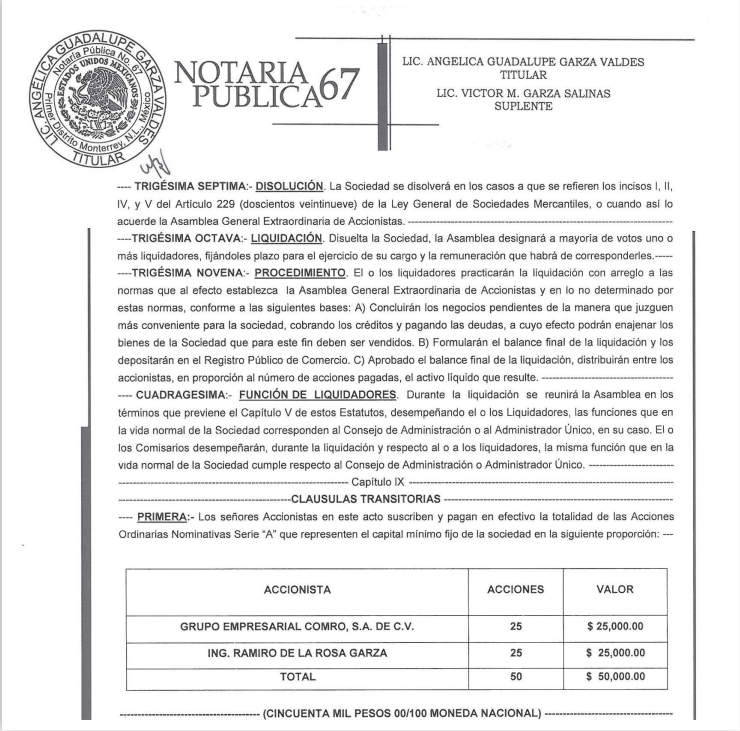 LIC. ANGÉLICA GUADALUPE GARZA VALDES
Notaría Pública No. 67
ESTADOS UNIDOS MEXICANOS
Primer Distrito Monterrey, N.L. México
TITULAR
NOTARIA
PUBLICA 67
LIC. ANGELICA GUADALUPE GARZA VALDES
TITULAR
LIC. VICTOR M. GARZA SALINAS
SUPLENTE
---- TRIGÉSIMA SEPTIMA:- DISOLUCIÓN. La Sociedad se disolverá en los casos a que se refieren los incisos I, II,
IV, y V del Artículo 229 (doscientos veintinueve) de la Ley General de Sociedades Mercantiles, o cuando así lo
acuerde la Asamblea General Extraordinaria de Accionistas. ----------------------------------------------------------------
----TRIGÉSIMA OCTAVA:- LIQUIDACIÓN. Disuelta la Sociedad, la Asamblea designará a mayoría de votos uno o
más liquidadores, fijándoles plazo para el ejercicio de su cargo y la remuneración que habrá de corresponderles.-----
----TRIGÉSIMA NOVENA:- PROCEDIMIENTO. El o los liquidadores practicarán la liquidación con arreglo a las
normas que al efecto establezca la Asamblea General Extraordinaria de Accionistas y en lo no determinado por
estas normas, conforme a las siguientes bases: A) Concluirán los negocios pendientes de la manera que juzguen
más conveniente para la sociedad, cobrando los créditos y pagando las deudas, a cuyo efecto podrán enajenar los
bienes de la Sociedad que para este fin deben ser vendidos. B) Formularán el balance final de la liquidación y los
depositarán en el Registro Público de Comercio. C) Aprobado el balance final de la liquidación, distribuirán entre los
accionistas, en proporción al número de acciones pagadas, el activo líquido que resulte. --------------------------------
---- CUADRAGESIMA:- FUNCIÓN DE LIQUIDADORES. Durante la liquidación se reunirá la Asamblea en los
términos que previene el Capítulo V de estos Estatutos, desempeñando el o los Liquidadores, las funciones que en
la vida normal de la Sociedad corresponden al Consejo de Administración o al Administrador Único, en su caso. El o
los Comisarios desempeñarán, durante la liquidación y respecto al o a los liquidadores, la misma función que en la
vida normal de la Sociedad cumple respecto al Consejo de Administración o Administrador Único. --------------------
------------------------------------------------------ Capítulo IX ------------------------------------------------------------
-----------------------------------------CLAUSULAS TRANSITORIAS ------------------------------------------------------
---- PRIMERA:- Los señores Accionistas en este acto suscriben y pagan en efectivo la totalidad de las Acciones
Ordinarias Nominativas Serie "A" que representen el capital mínimo fijo de la sociedad en la siguiente proporción: ---
ACCIONISTA ACCIONES VALOR
GRUPO EMPRESARIAL COMRO, S.A. DE C.V. 25 $ 25,000.00
ING. RAMIRO DE LA ROSA GARZA 25 $ 25,000.00
TOTAL 50 $ 50,000.00
--------------------------------- (CINCUENTA MIL PESOS 00/100 MONEDA NACIONAL) ------------------------------